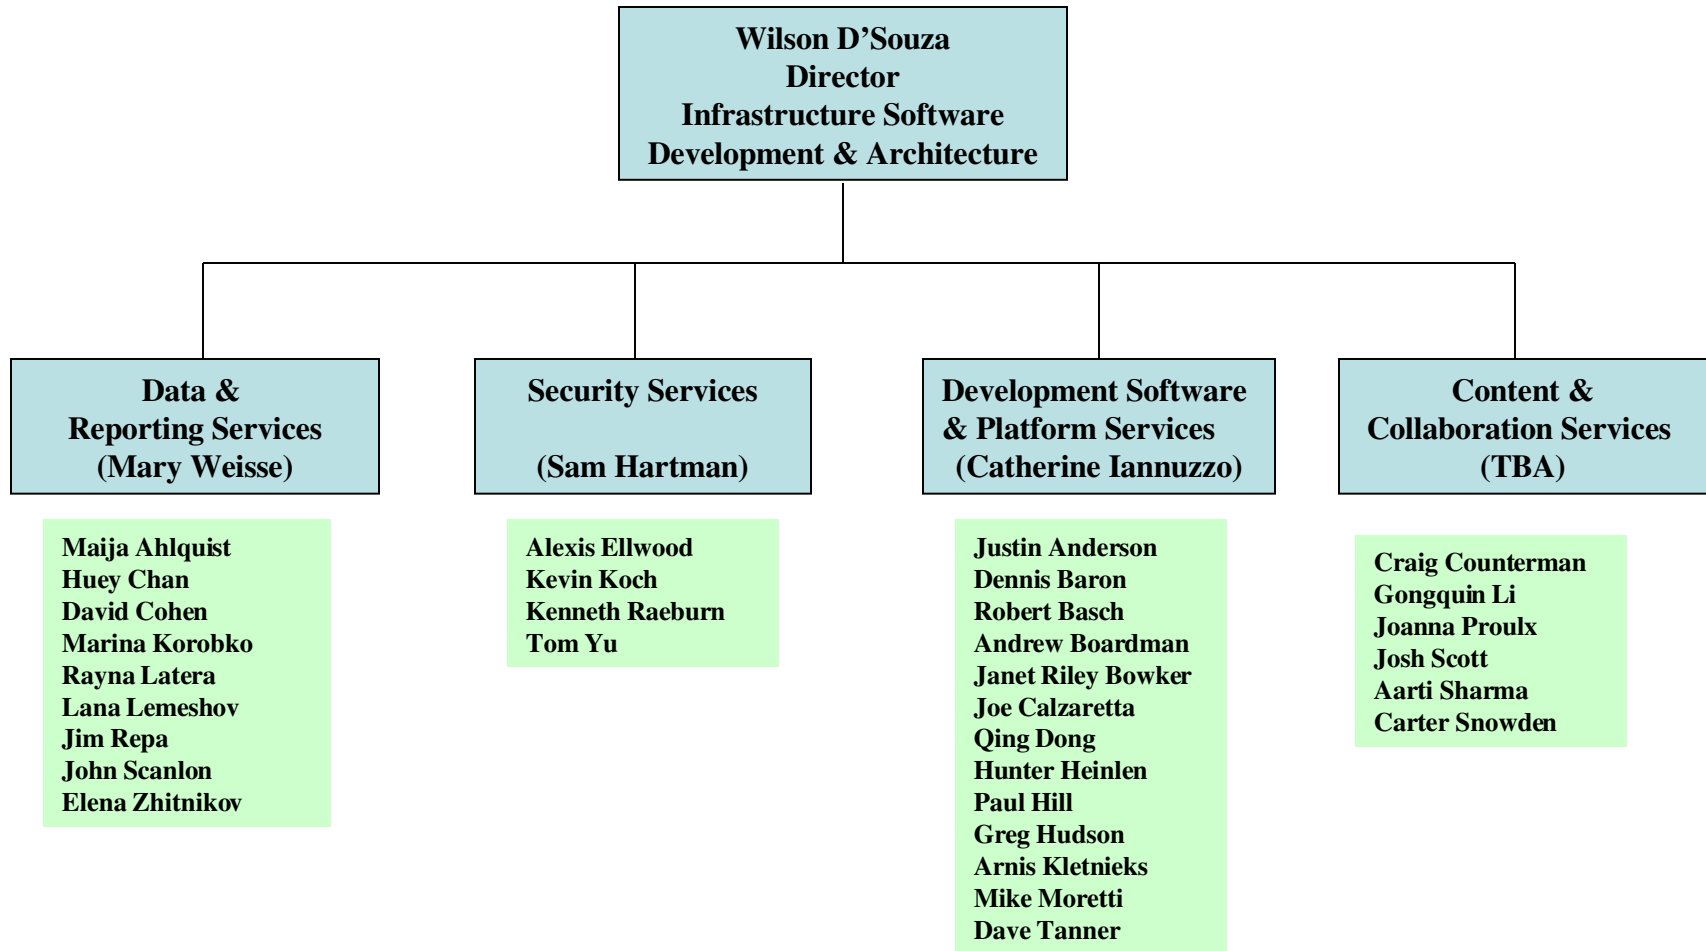 Wilson D’Souza
Director
Infrastructure Software
Development & Architecture
Data &
Reporting Services
(Mary Weisse)
Security Services
(Sam Hartman)
Development Software
& Platform Services
(Catherine Iannuzzo)
Content &
Collaboration Services
(TBA)
Maija Ahlquist
Huey Chan
David Cohen
Marina Korobko
Rayna Latera
Lana Lemeshov
Jim Repa
John Scanlon
Elena Zhitnikov
Alexis Ellwood
Kevin Koch
Kenneth Raeburn
Tom Yu
Justin Anderson
Dennis Baron
Robert Basch
Andrew Boardman
Janet Riley Bowker
Joe Calzaretta
Qing Dong
Hunter Heinlen
Paul Hill
Greg Hudson
Arnis Kletnieks
Mike Moretti
Dave Tanner
Craig Counterman
Gongquin Li
Joanna Proulx
Josh Scott
Aarti Sharma
Carter Snowden